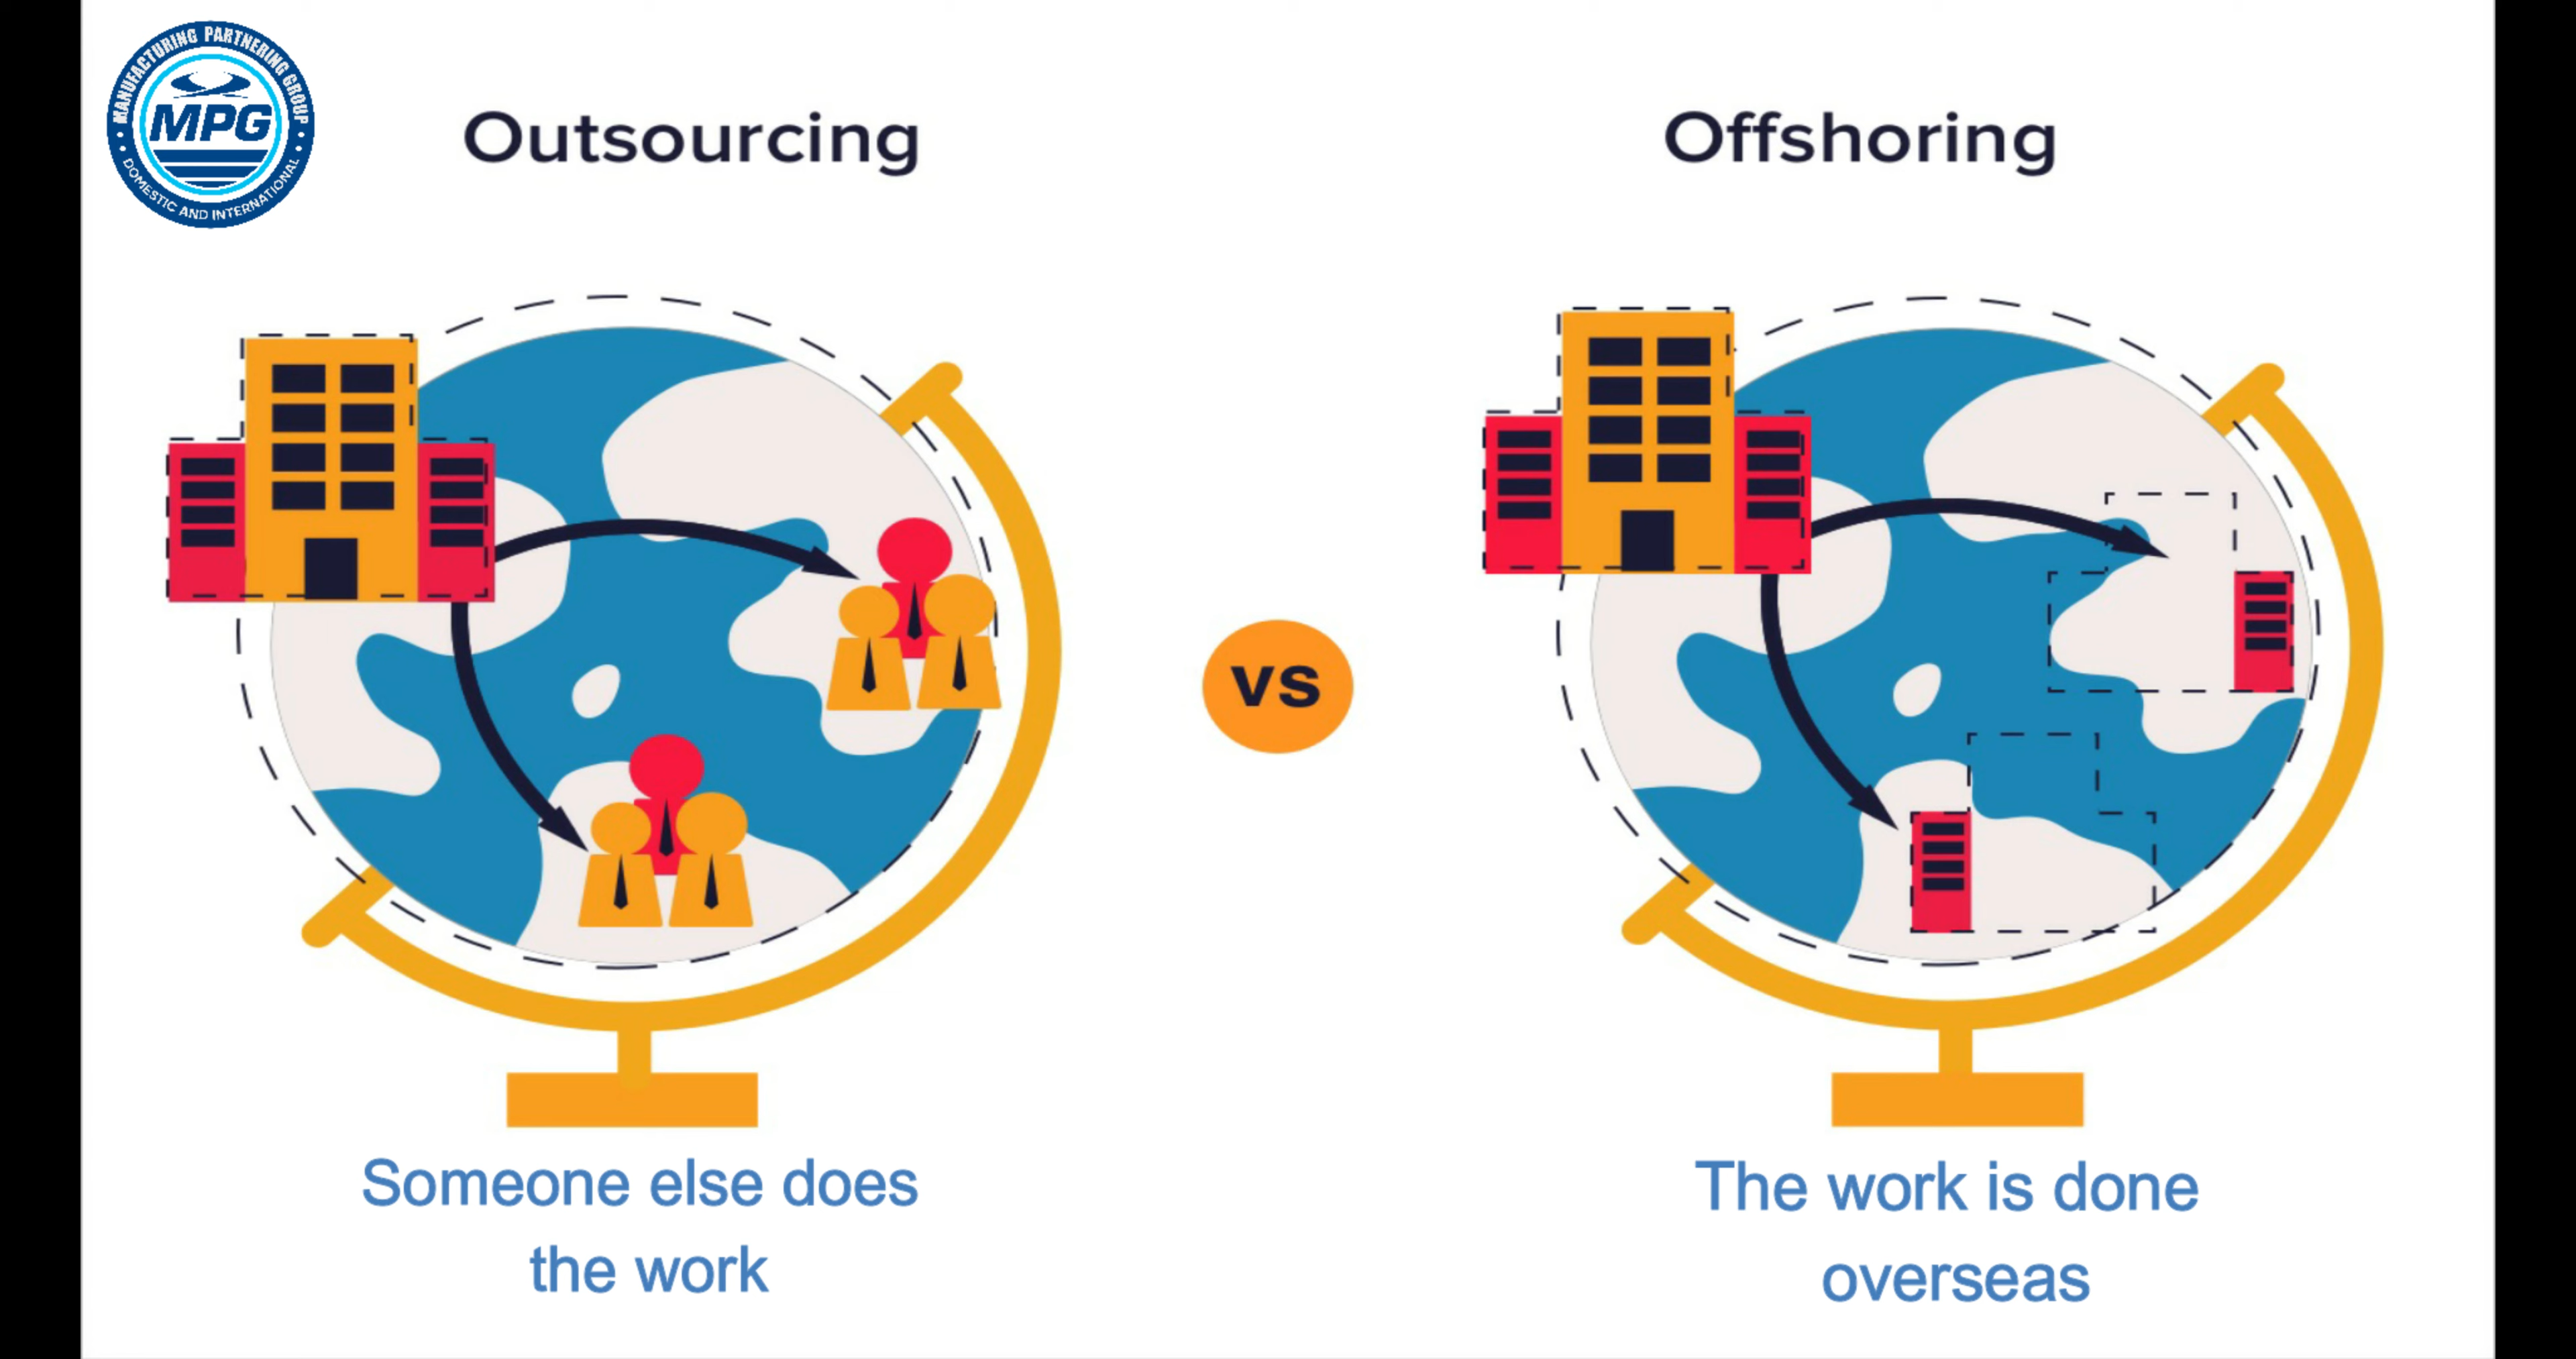 MANUFACTURING PARTNERING GROUP
MPG
DOMESTIC AND INTERNATIONAL
Outsourcing
Offshoring
vs
Someone else does
the work
The work is done
overseas